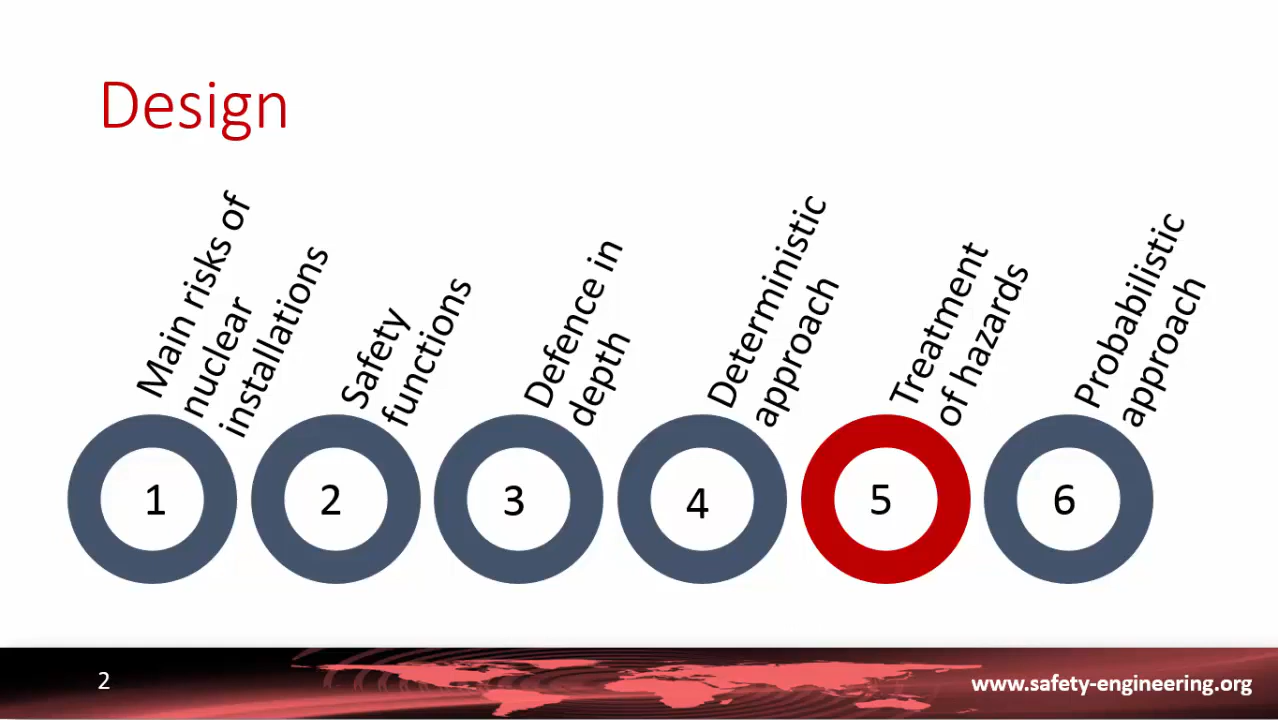 Design
Main risks of
nuclear
installations
Safety
functions
Defence in
depth
Deterministic
approach
Treatment
of hazards
Probabilistic
approach
1
2
3
4
5
6
2
www.safety-engineering.org